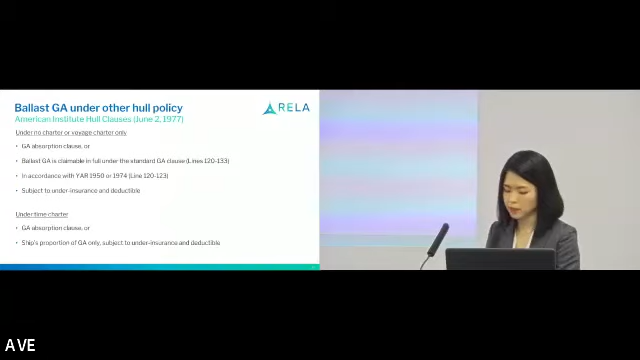 Ballast GA under other hull policy
RELA
American Institute Hull Clauses (June 2, 1977)
Under no charter or voyage charter only
• GA absorption clause, or
• Ballast GA is claimable in full under the standard GA clause (Lines 120-133)
• In accordance with YAR 1950 or 1974 (Line 120-123)
• Subject to under-insurance and deductible
Under time charter
• GA absorption clause, or
• Ship's proportion of GA only, subject to under-insurance and deductible
AVE